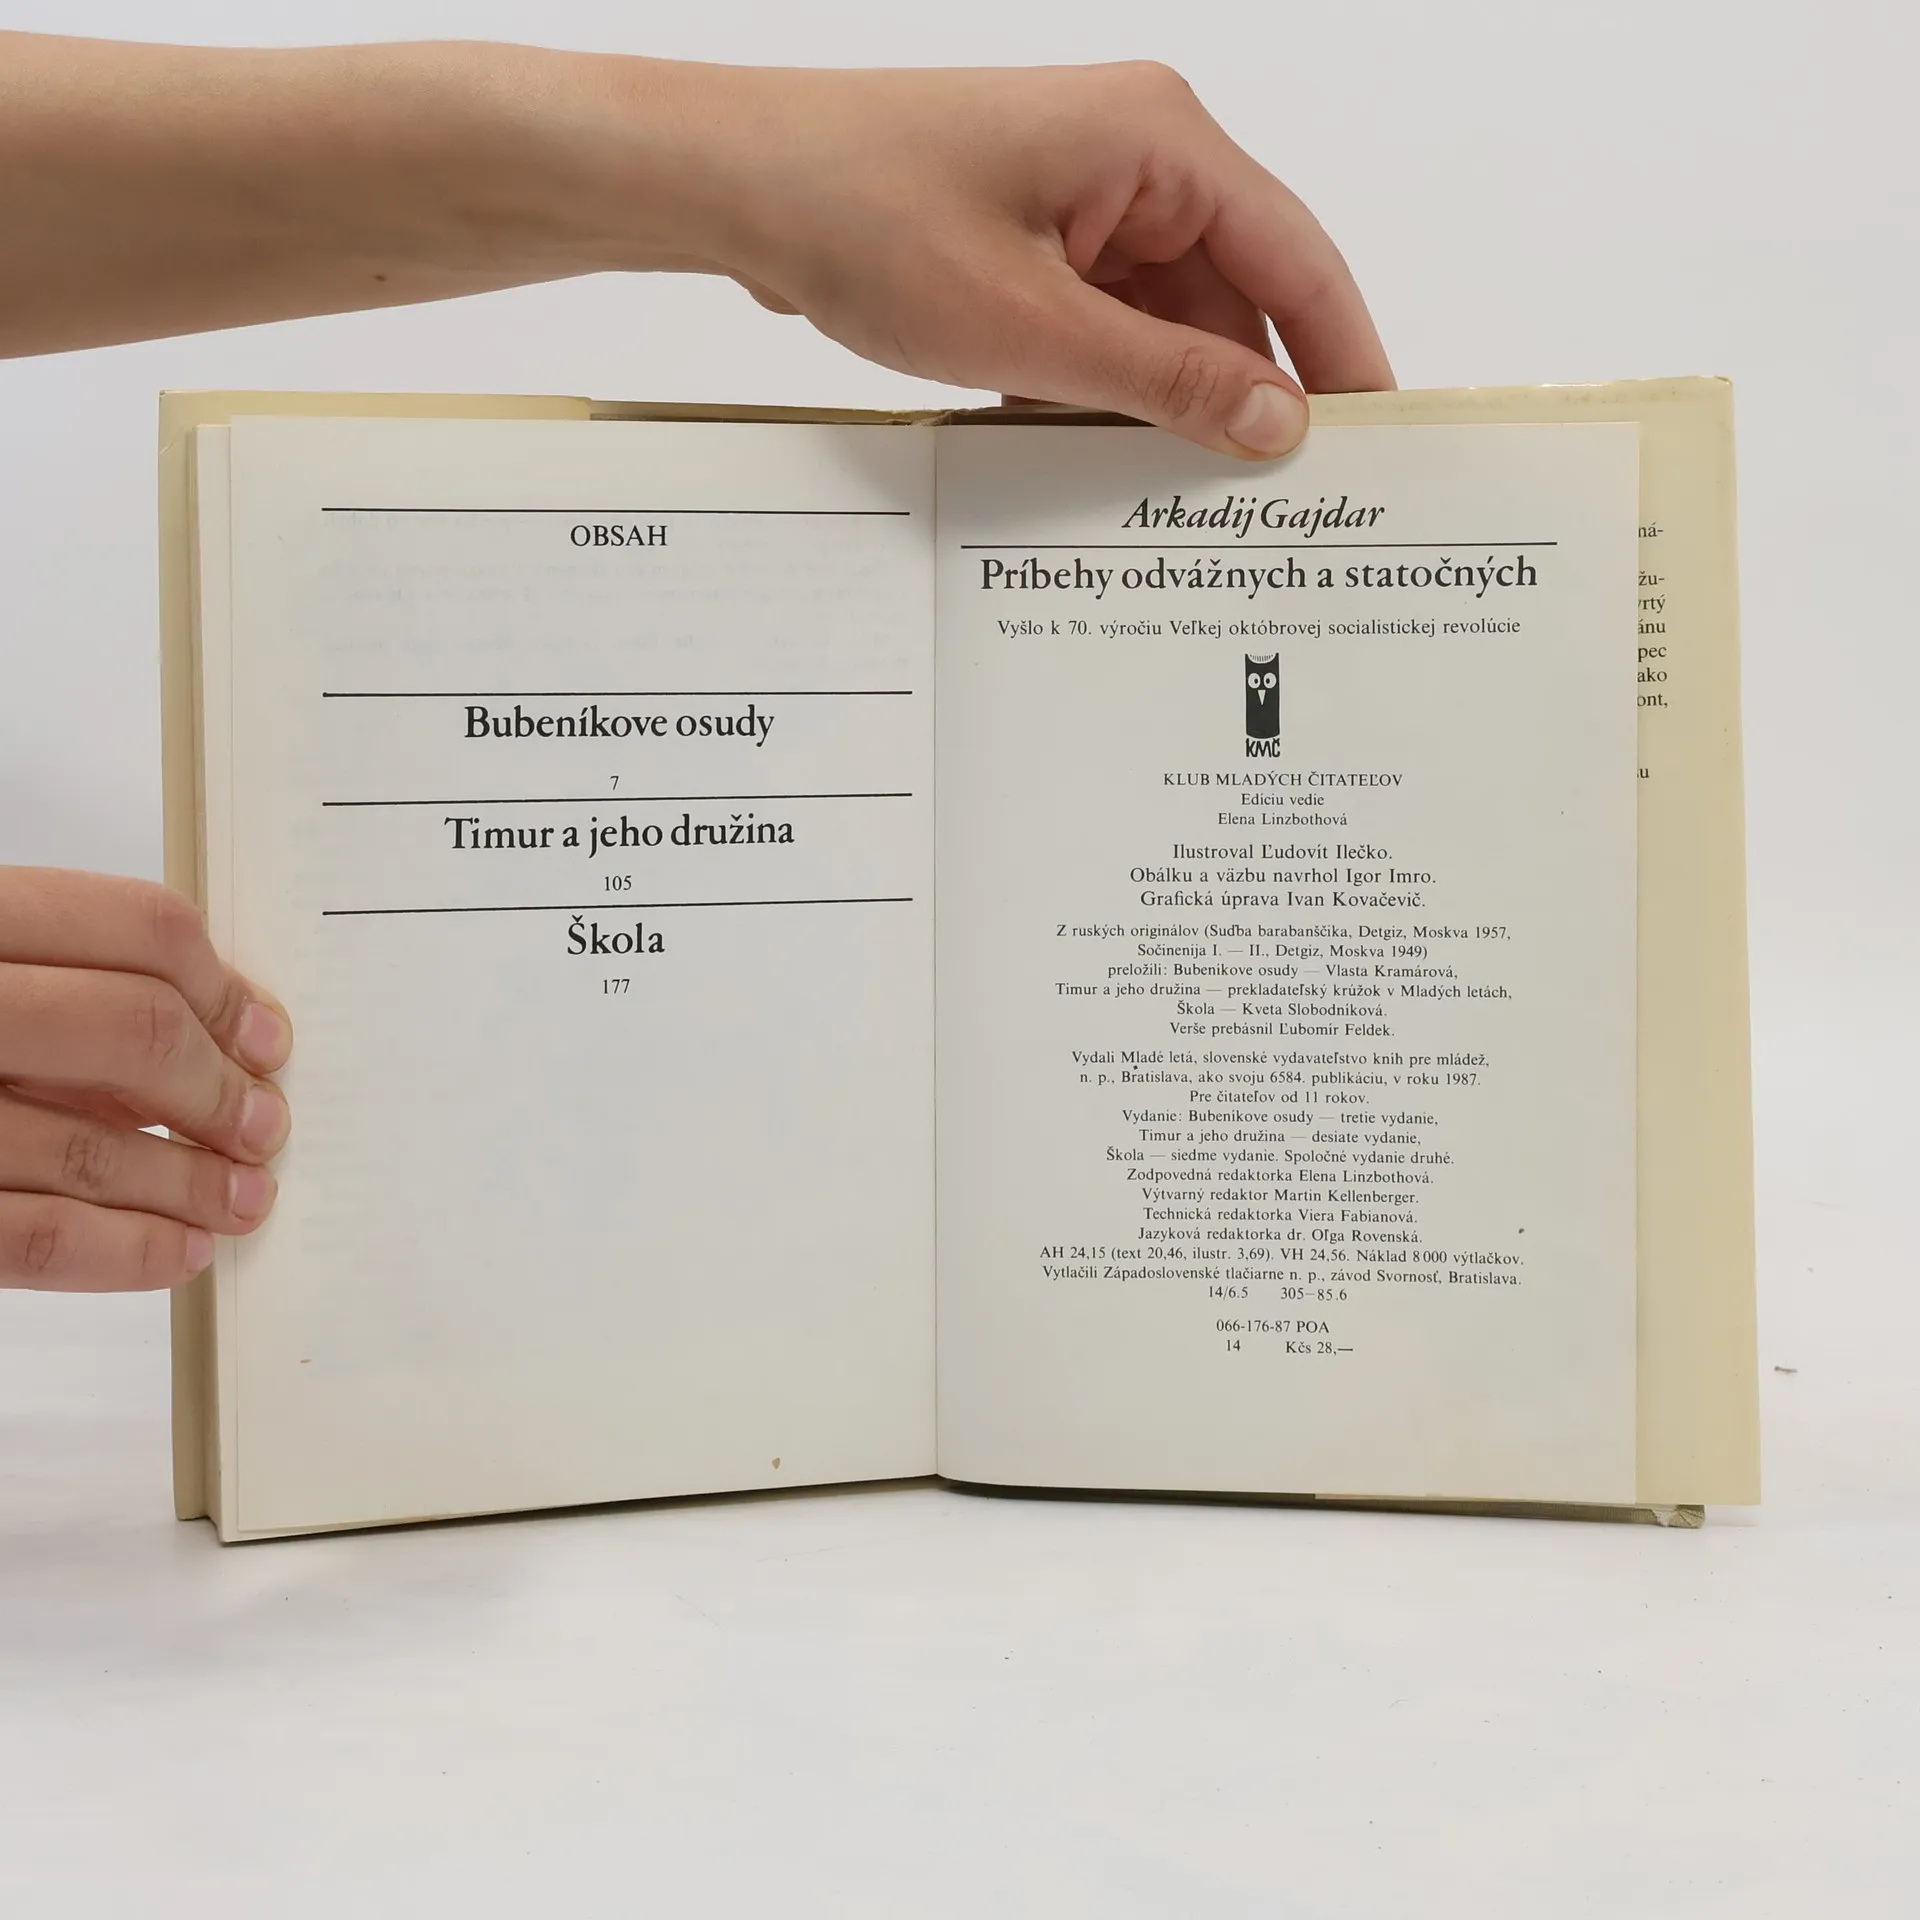 OBSAH
Bubeníkove osudy
7
Timur a jeho družina
105
Škola
177
Arkadij Gajdar
Príbehy odvážnych a statočných
Vyšlo k 70. výročiu Veľkej októbrovej socialistickej revolúcie
KMČ
KLUB MLADÝCH ČITATEĽOV
Edíciu vedie
Elena Linzbothová
Ilustroval Ľudovít Ilečko.
Obálku a väzbu navrhol Igor Imro.
Grafická úprava Ivan Kovačevič.
Z ruských originálov (Suďba barabanščika, Detgiz, Moskva 1957,
Sočinenija I. — II., Detgiz, Moskva 1949)
preložili: Bubeníkove osudy — Vlasta Kramárová,
Timur a jeho družina — prekladateľský krúžok v Mladých letách,
Škola — Kveta Slobodníková.
Verše prebásnil Ľubomír Feldek.
Vydali Mladé letá, slovenské vydavateľstvo kníh pre mládež,
n. p., Bratislava, ako svoju 6584. publikáciu, v roku 1987.
Pre čitateľov od 11 rokov.
Vydanie: Bubeníkove osudy — tretie vydanie,
Timur a jeho družina — desiate vydanie,
Škola — siedme vydanie. Spoločné vydanie druhé.
Zodpovedná redaktorka Elena Linzbothová.
Výtvarný redaktor Martin Kellenberger.
Technická redaktorka Viera Fabianová.
Jazyková redaktorka dr. Oľga Rovenská.
AH 24,15 (text 20,46, ilustr. 3,69). VH 24,56. Náklad 8 000 výtlačkov.
Vytlačili Západoslovenské tlačiarne n. p., závod Svornosť, Bratislava.
14/6.5 305—85.6
066-176-87 POA
14 Kčs 28,—
ná-
žu-
vrtý
ánu
pec
ako
ont,
u